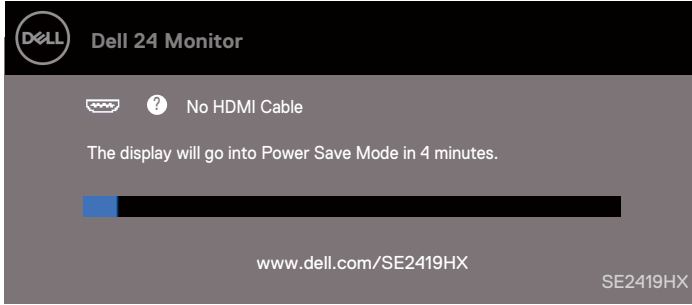 DELL
Dell 24 Monitor
? No HDMI Cable
The display will go into Power Save Mode in 4 minutes.
www.dell.com/SE2419HX
SE2419HX